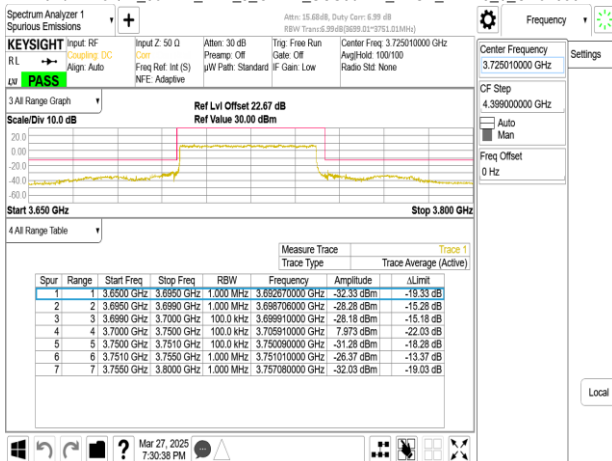 Spectrum Analyzer 1
Spurious Emissions
Attn: 15.68dB, Duty Corr: 6.99 dB
RBW Trans:6.99dB(3699.01~3751.01MHz)
Frequency
KEYSIGHT Input: RF Input Z: 50 Ω Atten: 30 dB Trig: Free Run Center Freq: 3.725010000 GHz
RL Coupling: DC Corr Preamp: Off Gate: Off Avg|Hold: 100/100
Align: Auto Freq Ref: Int (S) µW Path: Standard IF Gain: Low Radio Std: None
PASS NFE: Adaptive
Center Frequency
3.725010000 GHz
Settings
CF Step
4.399000000 GHz
Auto
Man
Freq Offset
0 Hz
Local
3 All Range Graph
Scale/Div 10.0 dB
Ref Lvl Offset 22.67 dB
Ref Value 30.00 dBm
20.0
0.00
-20.0
-40.0
-60.0
Start 3.650 GHz Stop 3.800 GHz
4 All Range Table
Measure Trace Trace 1
Trace Type Trace Average (Active)
Spur Range Start Freq Stop Freq RBW Frequency Amplitude ΔLimit
1 1 3.6500 GHz 3.6950 GHz 1.000 MHz 3.692670000 GHz -32.33 dBm -19.33 dB
2 2 3.6950 GHz 3.6990 GHz 1.000 MHz 3.698706000 GHz -28.28 dBm -15.28 dB
3 3 3.6990 GHz 3.7000 GHz 100.0 kHz 3.699910000 GHz -28.18 dBm -15.18 dB
4 4 3.7000 GHz 3.7500 GHz 100.0 kHz 3.705910000 GHz 7.973 dBm -22.03 dB
5 5 3.7500 GHz 3.7510 GHz 100.0 kHz 3.750090000 GHz -31.28 dBm -18.28 dB
6 6 3.7510 GHz 3.7550 GHz 1.000 MHz 3.751010000 GHz -26.37 dBm -13.37 dB
7 7 3.7550 GHz 3.8000 GHz 1.000 MHz 3.757080000 GHz -32.03 dBm -19.03 dB
Mar 27, 2025
7:30:38 PM